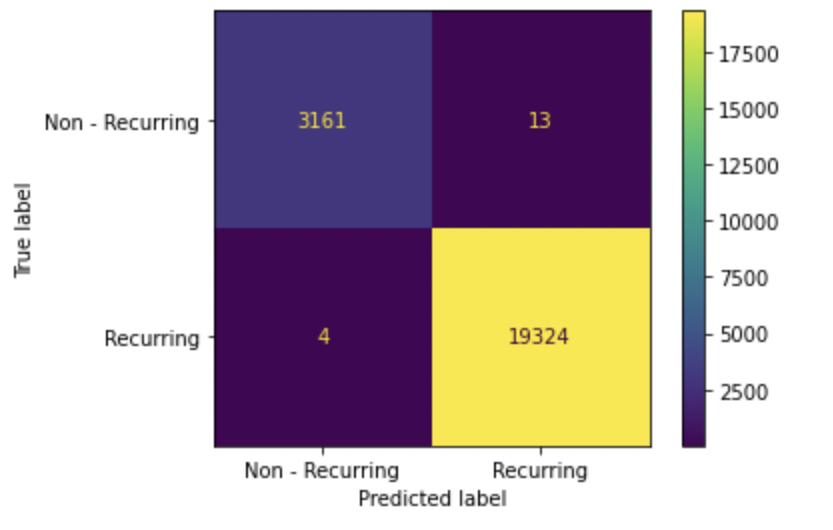 Non - Recurring
3161
13
Recurring
4
19324
True label
Non - Recurring
Recurring
Predicted label
17500
15000
12500
10000
7500
5000
2500